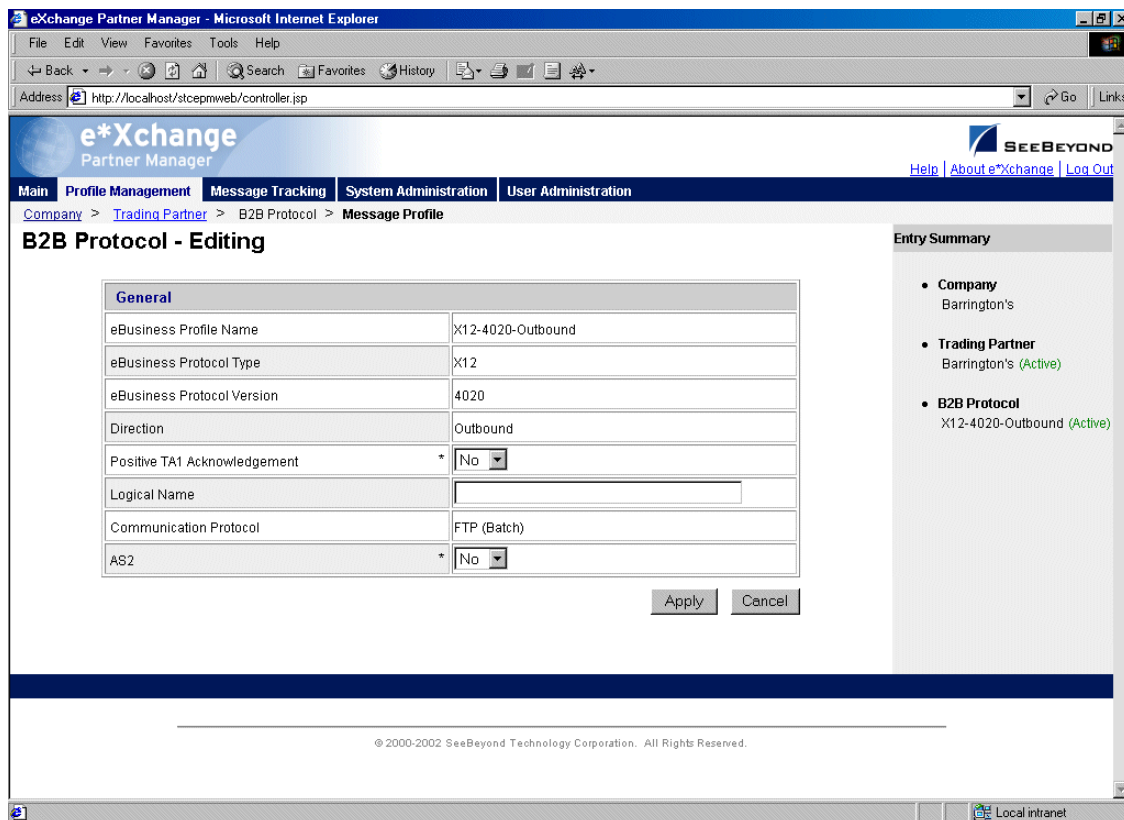 eXchange Partner Manager - Microsoft Internet Explorer
File Edit View Favorites Tools Help
Back Search Favorites History
Address http://localhost/stcepmweb/controller.jsp Go Links
e*Xchange
Partner Manager
SEEBEYOND
Help | About e*Xchange | Log Out
Main Profile Management Message Tracking System Administration User Administration
Company > Trading Partner > B2B Protocol > Message Profile
B2B Protocol - Editing
General
eBusiness Profile Name X12-4020-Outbound
eBusiness Protocol Type X12
eBusiness Protocol Version 4020
Direction Outbound
Positive TA1 Acknowledgement * No
Logical Name
Communication Protocol FTP (Batch)
AS2 * No
Apply Cancel
Entry Summary
• Company
Barrington's
• Trading Partner
Barrington's (Active)
• B2B Protocol
X12-4020-Outbound (Active)
© 2000-2002 SeeBeyond Technology Corporation. All Rights Reserved.
Local intranet